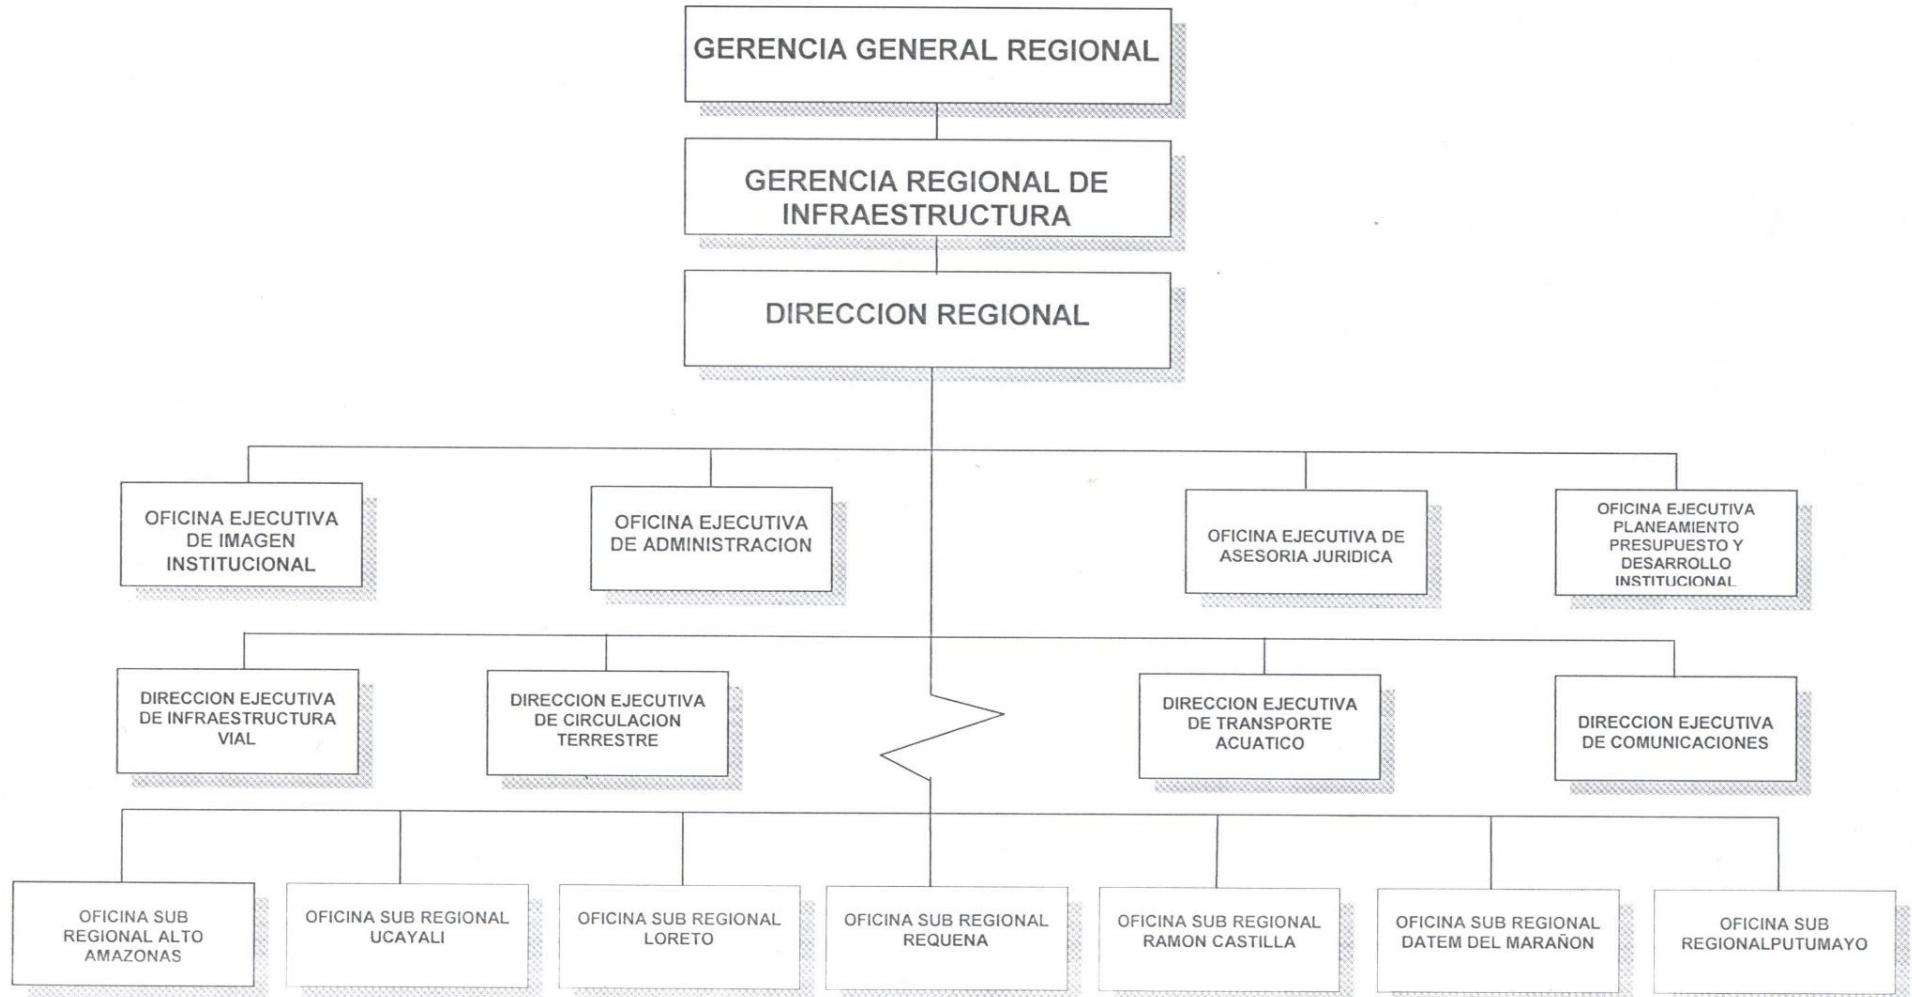 GERENCIA GENERAL REGIONAL
GERENCIA REGIONAL DE
INFRAESTRUCTURA
DIRECCION REGIONAL
OFICINA EJECUTIVA
DE IMAGEN
INSTITUCIONAL
OFICINA EJECUTIVA
DE ADMINISTRACION
OFICINA EJECUTIVA DE
ASESORIA JURIDICA
OFICINA EJECUTIVA
PLANEAMIENTO
PRESUPUESTO Y
DESARROLLO
INSTITUCIONAL
DIRECCION EJECUTIVA
DE INFRAESTRUCTURA
VIAL
DIRECCION EJECUTIVA
DE CIRCULACION
TERRESTRE
DIRECCION EJECUTIVA
DE TRANSPORTE
ACUATICO
DIRECCION EJECUTIVA
DE COMUNICACIONES
OFICINA SUB
REGIONAL ALTO
AMAZONAS
OFICINA SUB REGIONAL
UCAYALI
OFICINA SUB REGIONAL
LORETO
OFICINA SUB REGIONAL
REQUENA
OFICINA SUB REGIONAL
RAMON CASTILLA
OFICINA SUB REGIONAL
DATEM DEL MARAÑON
OFICINA SUB
REGIONALPUTUMAYO